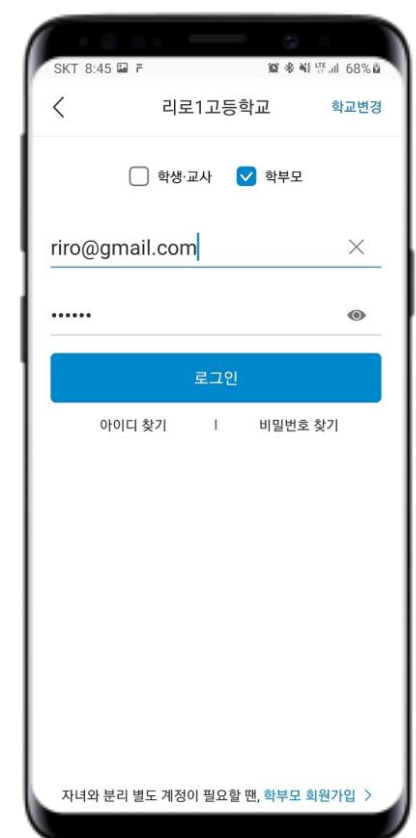 SKT 8:45 68%
리로1고등학교 학교변경
학생·교사 학부모
riro@gmail.com
••••••
로그인
아이디 찾기 | 비밀번호 찾기
자녀와 분리 별도 계정이 필요할 땐, 학부모 회원가입 >